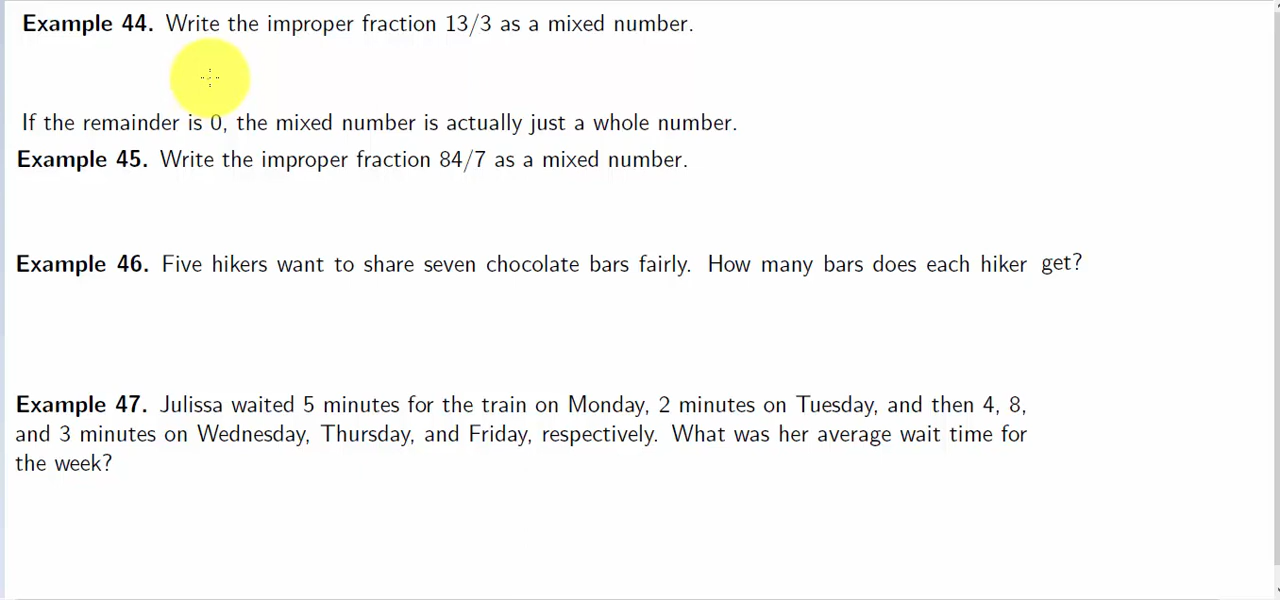 Example 44. Write the improper fraction 13/3 as a mixed number.
If the remainder is 0, the mixed number is actually just a whole number.
Example 45. Write the improper fraction 84/7 as a mixed number.
Example 46. Five hikers want to share seven chocolate bars fairly. How many bars does each hiker get?
Example 47. Julissa waited 5 minutes for the train on Monday, 2 minutes on Tuesday, and then 4, 8,
and 3 minutes on Wednesday, Thursday, and Friday, respectively. What was her average wait time for
the week?